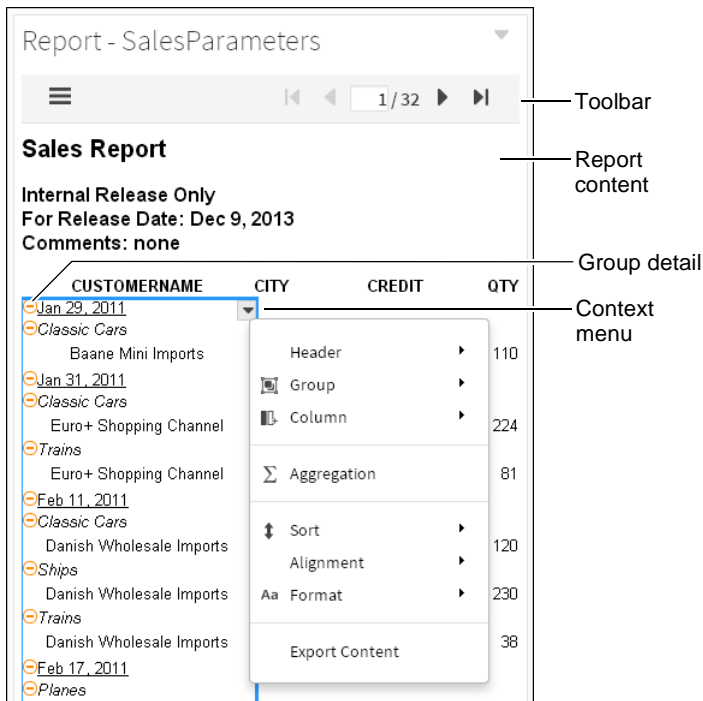 Report - SalesParameters
1 / 32
Toolbar
Sales Report
Report
content
Internal Release Only
For Release Date: Dec 9, 2013
Comments: none
Group detail
CUSTOMERNAME CITY CREDIT QTY
Jan 29, 2011
Context
menu
Classic Cars
Baane Mini Imports 110
Jan 31, 2011
Classic Cars
Euro+ Shopping Channel 224
Trains
Euro+ Shopping Channel 81
Feb 11, 2011
Classic Cars
Danish Wholesale Imports 120
Ships
Danish Wholesale Imports 230
Trains
Danish Wholesale Imports 38
Feb 17, 2011
Planes
Header
Group
Column
Σ Aggregation
Sort
Alignment
Aa Format
Export Content